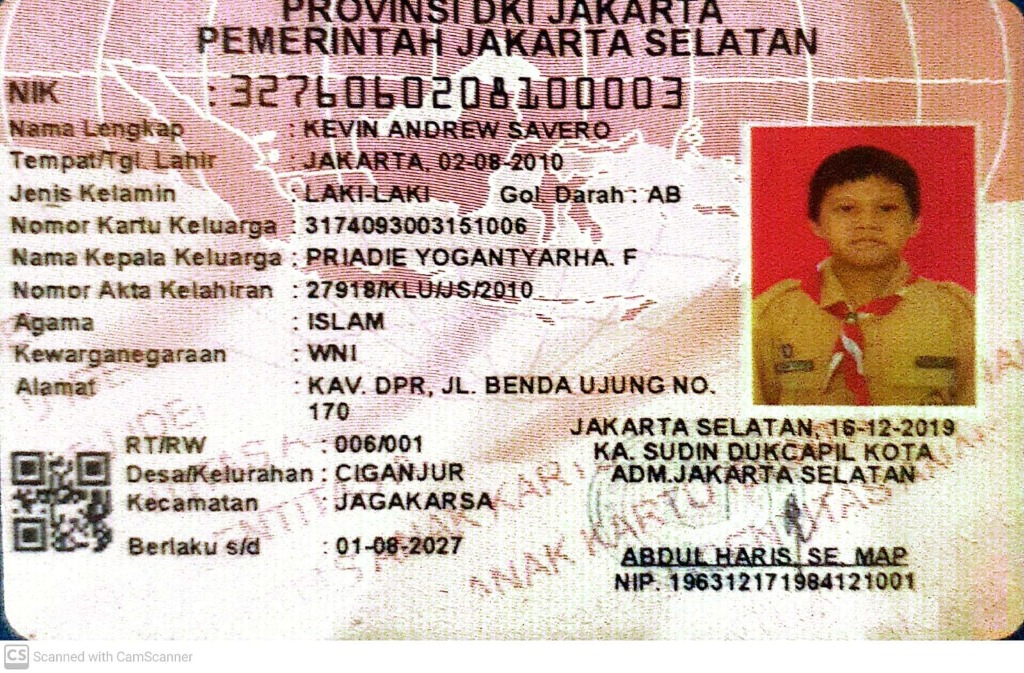 PROVINSI DKI JAKARTA
PEMERINTAH JAKARTA SELATAN
NIK : 3276060208100003
Nama Lengkap : KEVIN ANDREW SAVERO
Tempat/Tgl. Lahir : JAKARTA, 02-08-2010
Jenis Kelamin : LAKI-LAKI Gol. Darah : AB
Nomor Kartu Keluarga : 3174093003151006
Nama Kepala Keluarga : PRIADIE YOGANTYARHA. F
Nomor Akta Kelahiran : 27918/KLU/JS/2010
Agama : ISLAM
Kewarganegaraan : WNI
Alamat : KAV. DPR, JL. BENDA UJUNG NO.
170
RT/RW : 006/001
Desa/Kelurahan : CIGANJUR
Kecamatan : JAGAKARSA
Berlaku s/d : 01-08-2027
JAKARTA SELATAN, 16-12-2019
KA. SUDIN DUKCAPIL KOTA
ADM.JAKARTA SELATAN
ABDUL HARIS, SE. MAP
NIP. 196312171984121001
ANAK KARTU
CS Scanned with CamScanner